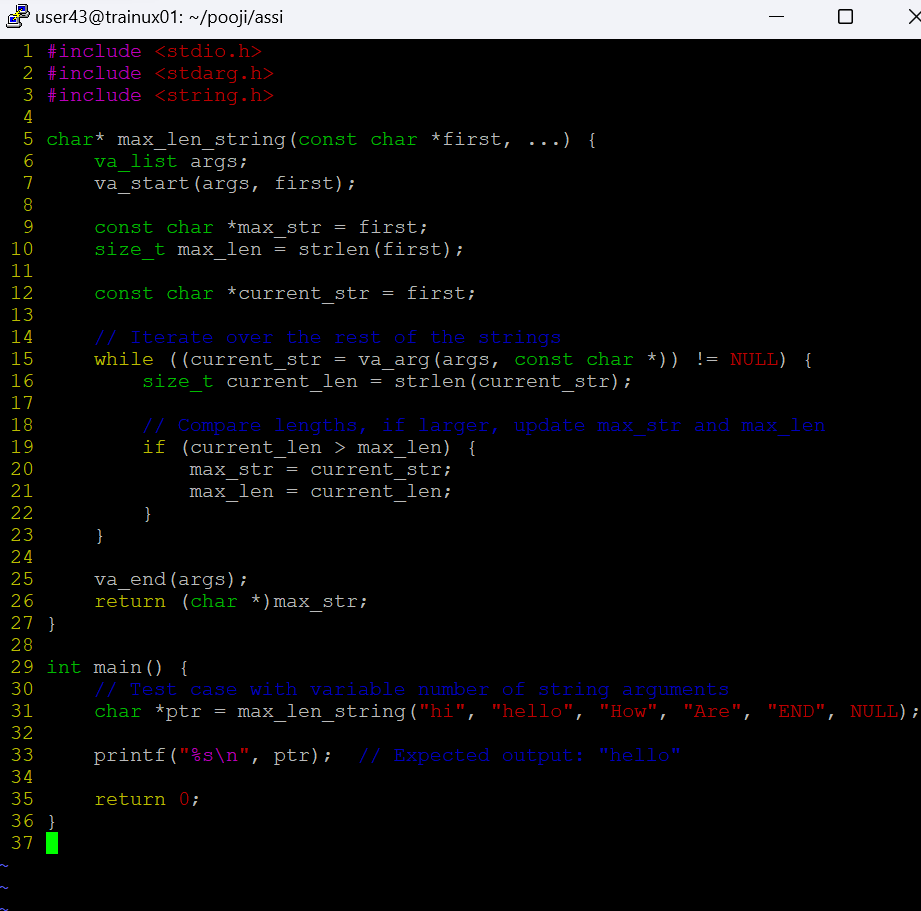 user43@trainux01: ~/pooji/assi
1 #include <stdio.h>
2 #include <stdarg.h>
3 #include <string.h>
4
5 char* max_len_string(const char *first, ...) {
6     va_list args;
7     va_start(args, first);
8
9     const char *max_str = first;
10     size_t max_len = strlen(first);
11
12     const char *current_str = first;
13
14     // Iterate over the rest of the strings
15     while ((current_str = va_arg(args, const char *)) != NULL) {
16         size_t current_len = strlen(current_str);
17
18         // Compare lengths, if larger, update max_str and max_len
19         if (current_len > max_len) {
20             max_str = current_str;
21             max_len = current_len;
22         }
23     }
24
25     va_end(args);
26     return (char *)max_str;
27 }
28
29 int main() {
30     // Test case with variable number of string arguments
31     char *ptr = max_len_string("hi", "hello", "How", "Are", "END", NULL);
32
33     printf("%s\n", ptr);  // Expected output: "hello"
34
35     return 0;
36 }
37
~
~
~